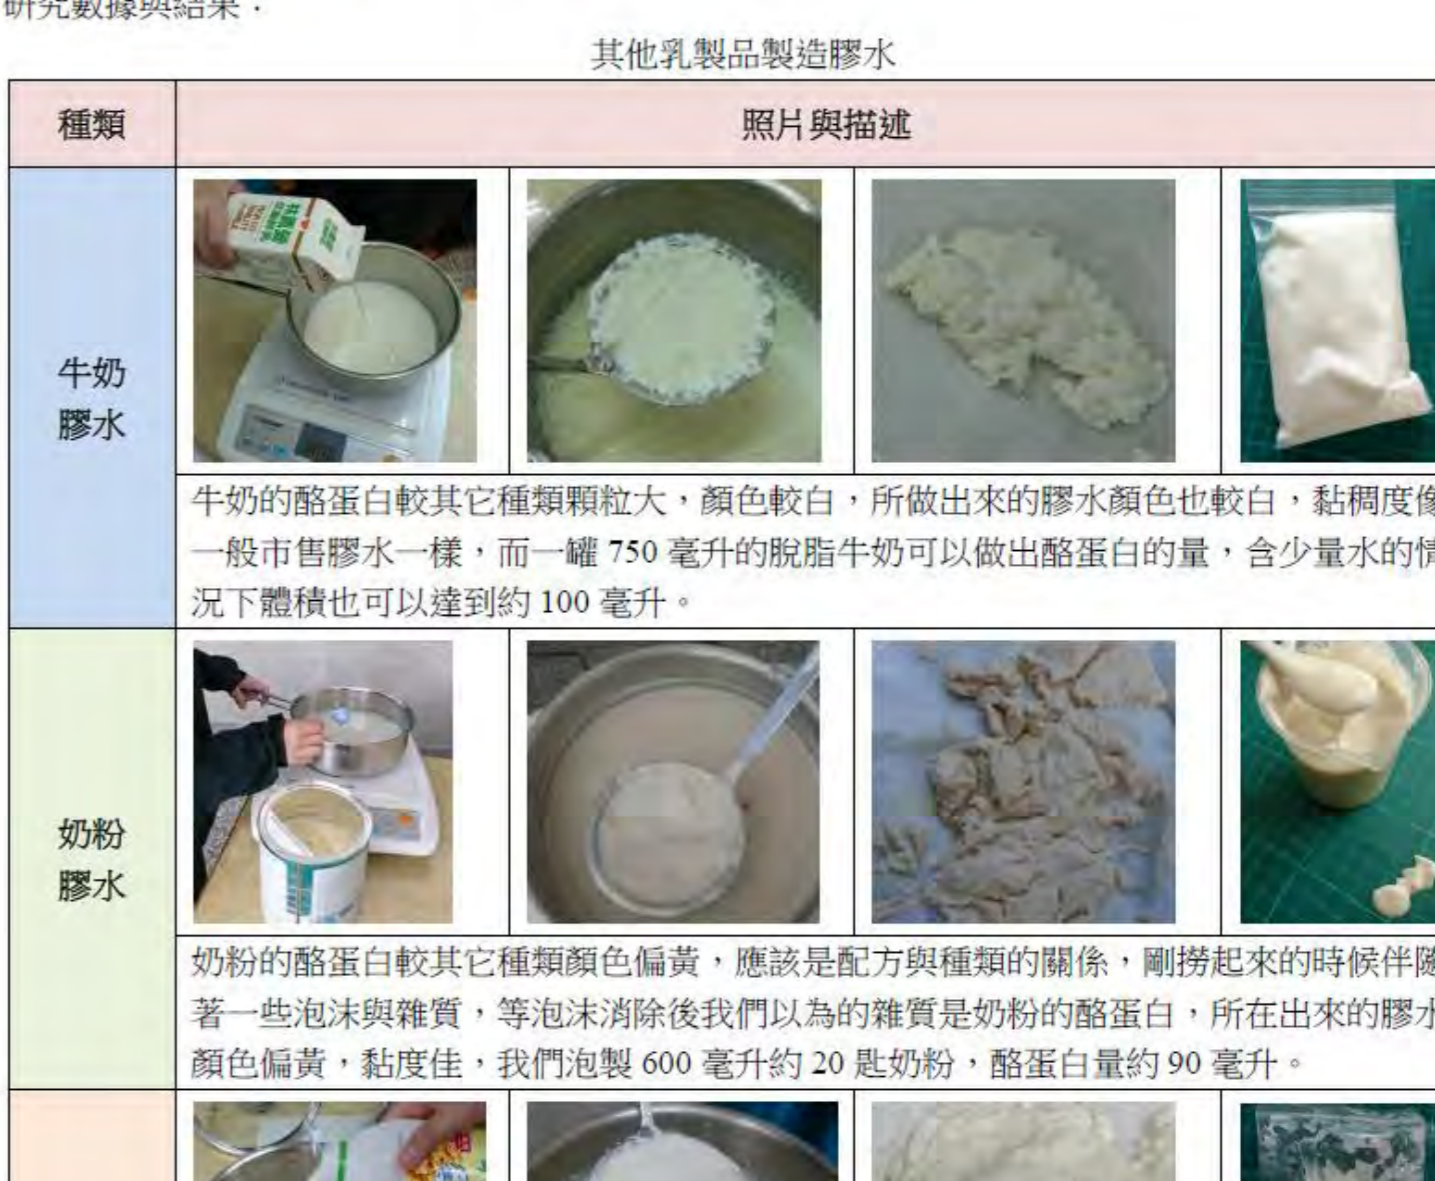 研究數據與結果：
其他乳製品製造膠水
種類
照片與描述
牛奶
膠水
牛奶的酪蛋白較其它種類顆粒大，顏色較白，所做出來的膠水顏色也較白，黏稠度像
一般市售膠水一樣，而一罐 750 毫升的脫脂牛奶可以做出酪蛋白的量，含少量水的情
況下體積也可以達到約 100 毫升。
奶粉
膠水
奶粉的酪蛋白較其它種類顏色偏黃，應該是配方與種類的關係，剛撈起來的時候伴隨
著一些泡沫與雜質，等泡沫消除後我們以為的雜質是奶粉的酪蛋白，所在出來的膠水
顏色偏黃，黏度佳，我們泡製 600 毫升約 20 匙奶粉，酪蛋白量約 90 毫升。